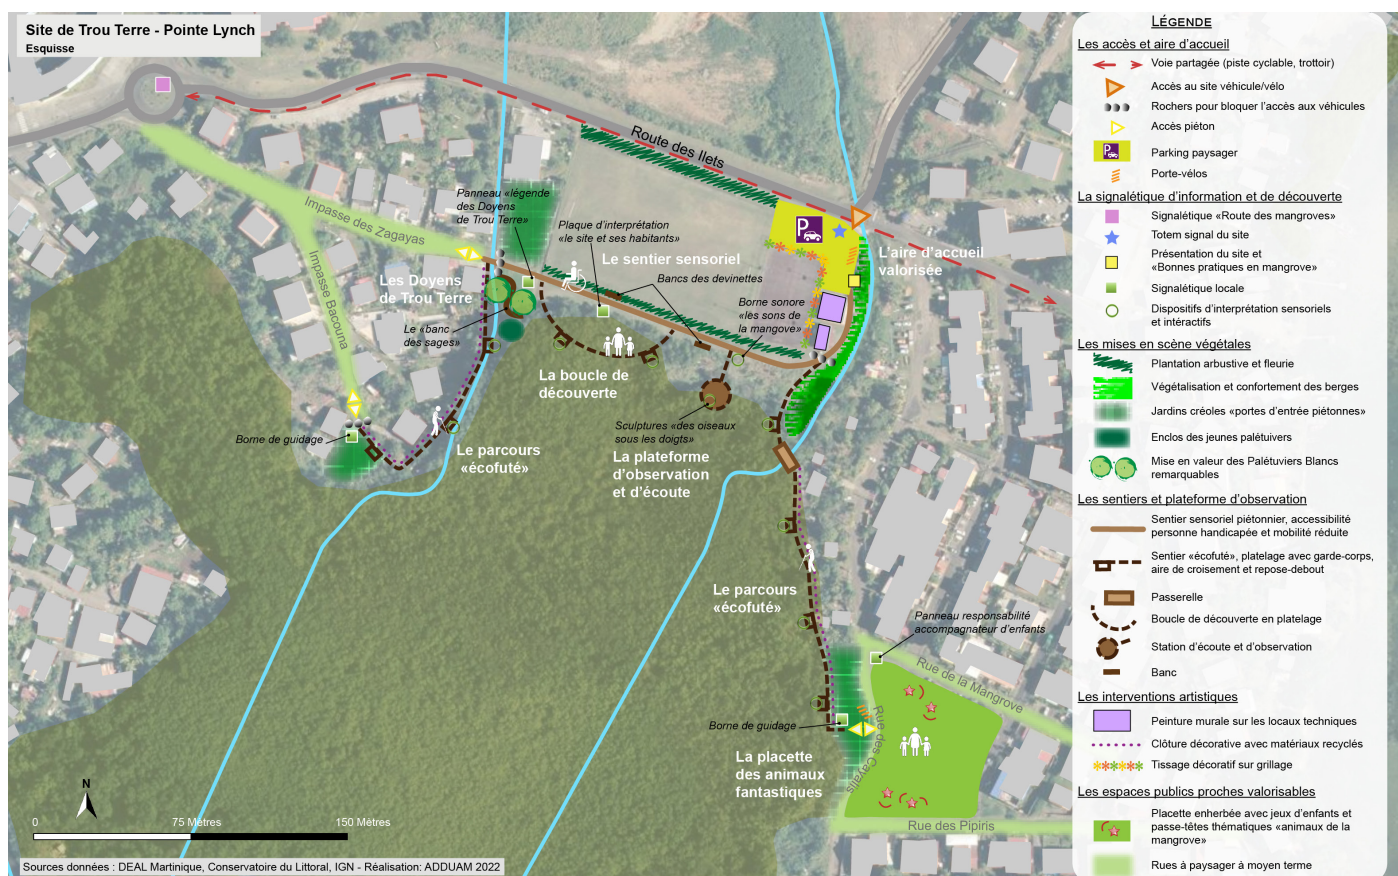 Site de Trou Terre - Pointe Lynch
Esquisse
Route des Ilets
Impasse des Zagayas
Impasse Bacouna
Panneau «légende
des Doyens
de Trou Terre»
Plaque d'interprétation
«le site et ses habitants»
Le sentier sensoriel
Bancs des devinettes
P
L'aire d'accueil
valorisée
Les Doyens
de Trou Terre
Borne sonore
«les sons de
la mangove»
Le «banc
des sages»
La boucle de
découverte
Sculptures «des oiseaux
sous les doigts»
La plateforme
d'observation
et d'écoute
Borne de guidage
Le parcours
«écofuté»
Le parcours
«écofuté»
Panneau responsabilité
accompagnateur d'enfants
Rue de la Mangrove
Rue des Cayalis
Borne de guidage
La placette
des animaux
fantastiques
Rue des Pipiris
N
0 75 Mètres 150 Mètres
Sources données : DEAL Martinique, Conservatoire du Littoral, IGN - Réalisation: ADDUAM 2022
LÉGENDE
Les accès et aire d'accueil
Voie partagée (piste cyclable, trottoir)
Accès au site véhicule/vélo
Rochers pour bloquer l'accès aux véhicules
Accès piéton
P
Parking paysager
Porte-vélos
La signalétique d'information et de découverte
Signalétique «Route des mangroves»
Totem signal du site
Présentation du site et
«Bonnes pratiques en mangrove»
Signalétique locale
Dispositifs d'interprétation sensoriels
et intéractifs
Les mises en scène végétales
Plantation arbustive et fleurie
Végétalisation et confortement des berges
Jardins créoles «portes d'entrée piétonnes»
Enclos des jeunes palétuivers
Mise en valeur des Palétuviers Blancs
remarquables
Les sentiers et plateforme d'observation
Sentier sensoriel piétonnier, accessibilité
personne handicapée et mobilité réduite
Sentier «écofuté», platelage avec garde-corps,
aire de croisement et repose-debout
Passerelle
Boucle de découverte en platelage
Station d'écoute et d'observation
Banc
Les interventions artistiques
Peinture murale sur les locaux techniques
Clôture décorative avec matériaux recyclés
Tissage décoratif sur grillage
Les espaces publics proches valorisables
Placette enherbée avec jeux d'enfants et
passe-têtes thématiques «animaux de la
mangrove»
Rues à paysager à moyen terme